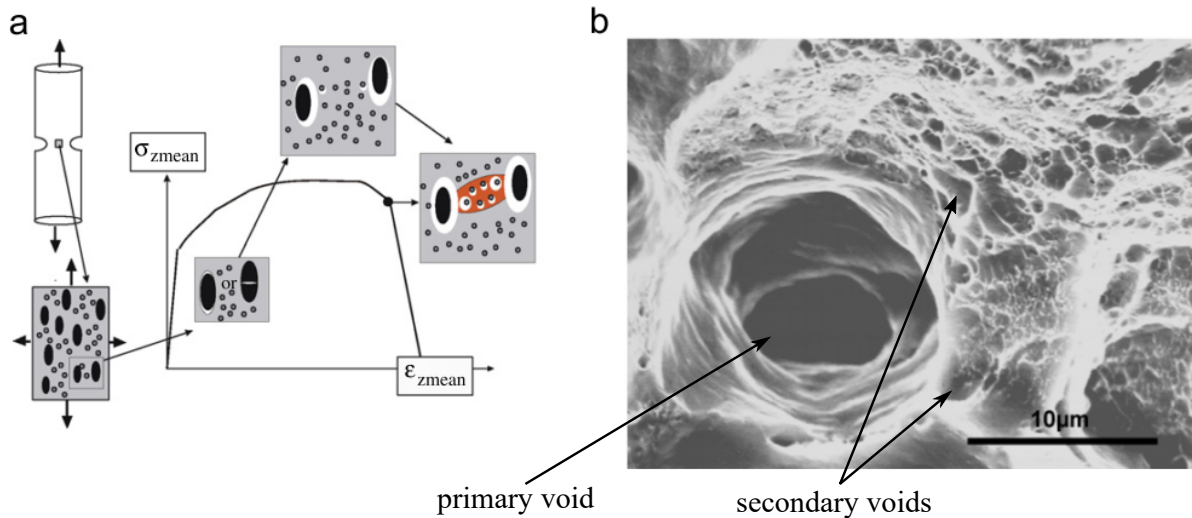 a
b
σzmean
or
εzmean
10µm
primary void
secondary voids